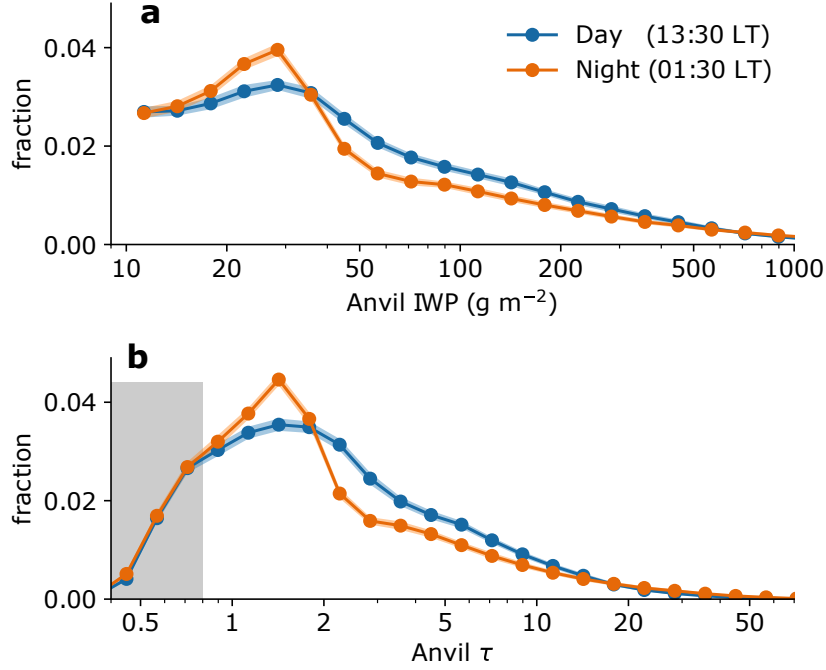 a
Day (13:30 LT)
Night (01:30 LT)
fraction
0.04
0.02
0.00
10 20 50 100 200 500 1000
Anvil IWP (g m⁻²)
b
fraction
0.04
0.02
0.00
0.5 1 2 5 10 20 50
Anvil τ